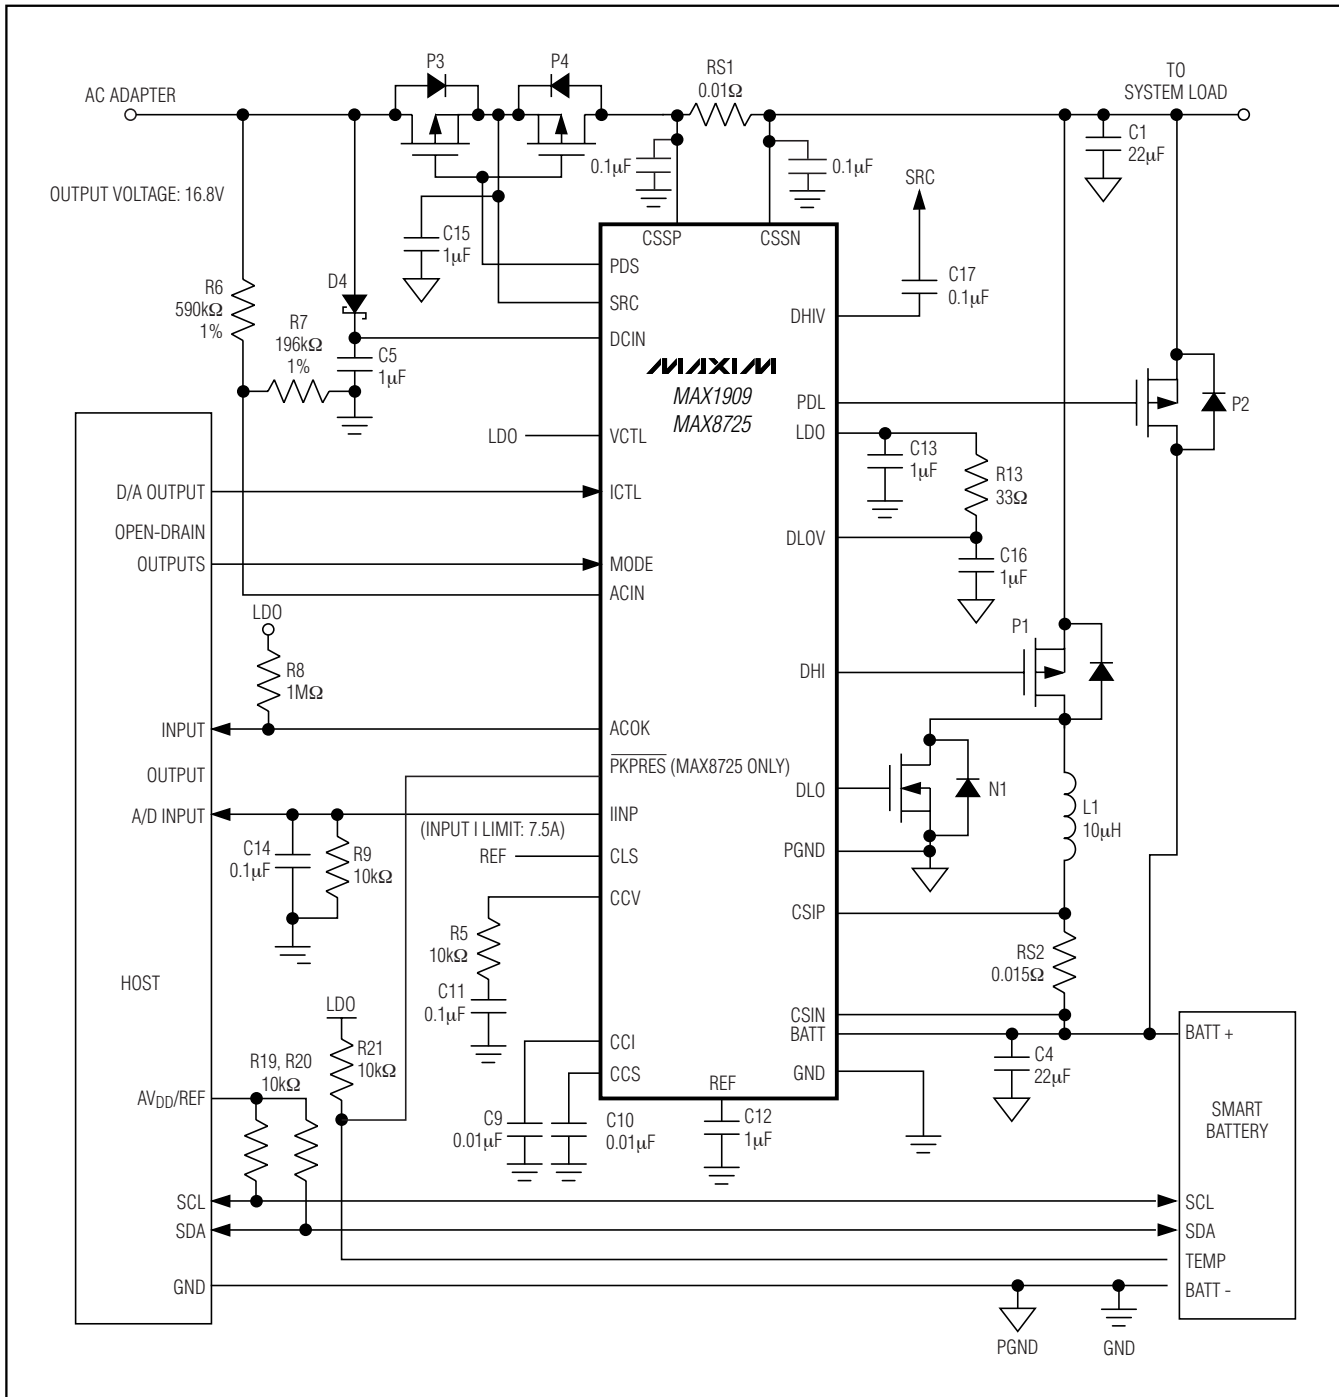 P3
P4
RS1
0.01Ω
TO
SYSTEM LOAD
AC ADAPTER
C1
22µF
0.1µF
0.1µF
OUTPUT VOLTAGE: 16.8V
SRC
CSSP
CSSN
C15
1µF
PDS
C17
0.1µF
R6
590kΩ
1%
D4
SRC
DHIV
R7
196kΩ
1%
DCIN
C5
1µF
MAXIM
MAX1909
MAX8725
PDL
P2
LDO
VCTL
LDO
C13
1µF
R13
33Ω
D/A OUTPUT
ICTL
OPEN-DRAIN
OUTPUTS
DLOV
MODE
C16
1µF
ACIN
LDO
P1
R8
1MΩ
DHI
INPUT
ACOK
PKPRES (MAX8725 ONLY)
OUTPUT
DLO
N1
L1
10µH
A/D INPUT
IINP
(INPUT I LIMIT: 7.5A)
C14
0.1µF
R9
10kΩ
REF
CLS
PGND
CCV
CSIP
R5
10kΩ
RS2
0.015Ω
HOST
C11
0.1µF
LDO
CSIN
BATT
BATT +
CCI
R19, R20
10kΩ
R21
10kΩ
C4
22µF
CCS
REF
GND
AVDD/REF
C9
0.01µF
C10
0.01µF
C12
1µF
SMART
BATTERY
SCL
SCL
SDA
SDA
TEMP
GND
BATT -
PGND
GND